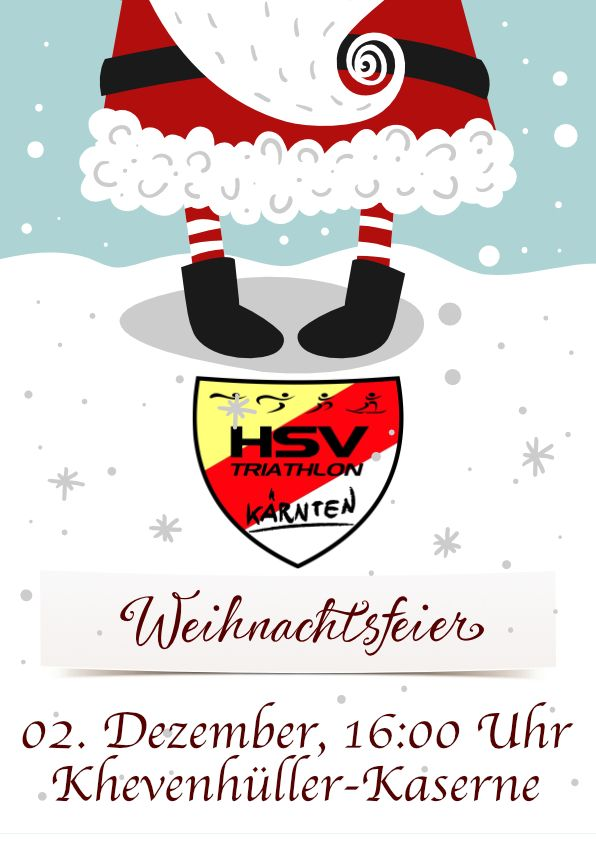 HSV
TRIATHLON
KÄRNTEN
Weihnachtsfeier
02. Dezember, 16:00 Uhr
Khevenhüller-Kaserne